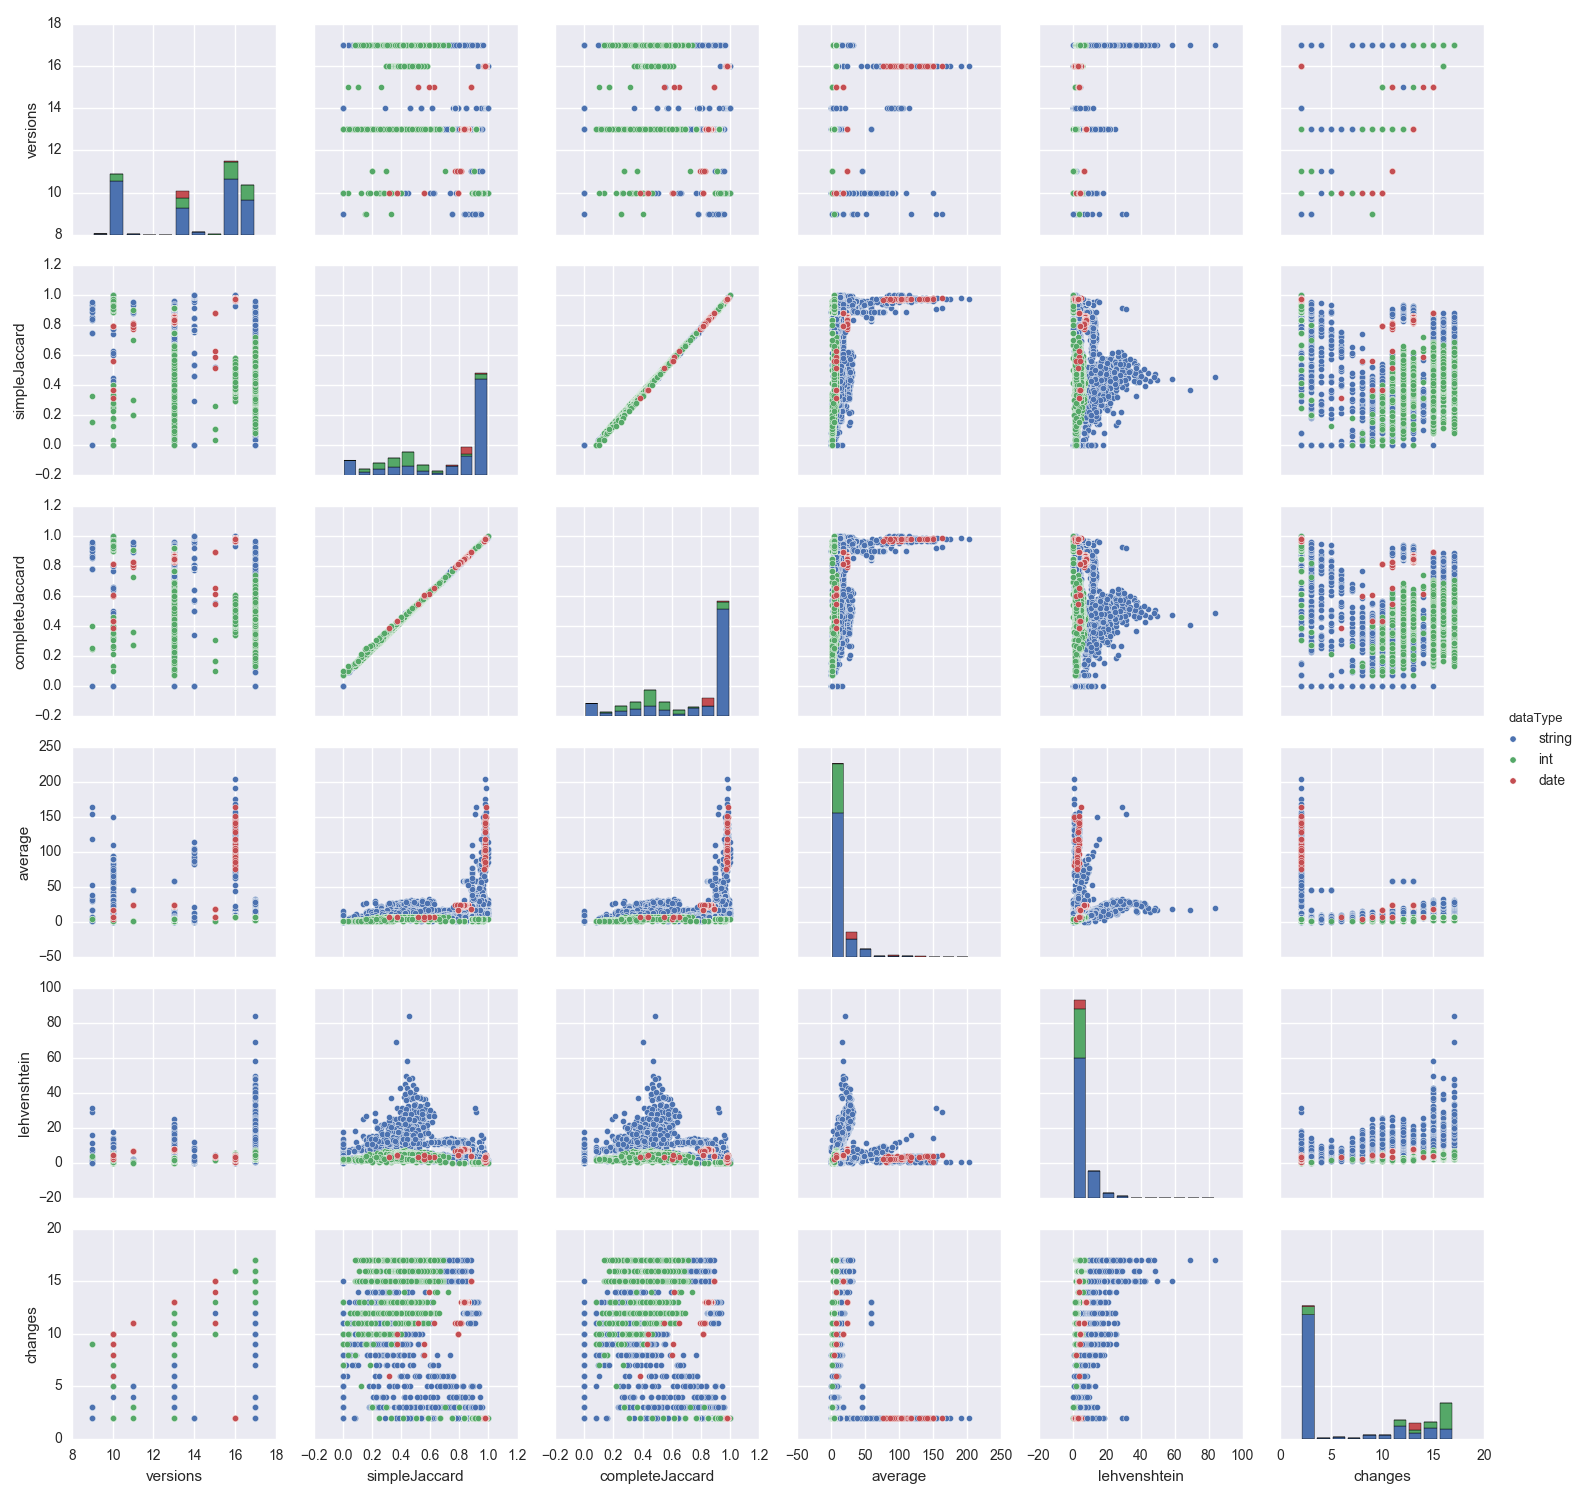 18
16
14
12
10
8
versions
1.2
1.0
0.8
0.6
0.4
0.2
0.0
−0.2
simpleJaccard
1.2
1.0
0.8
0.6
0.4
0.2
0.0
−0.2
completeJaccard
dataType
string
int
date
250
200
150
100
50
0
−50
average
100
80
60
40
20
0
−20
lehvenshtein
20
15
10
5
0
changes
8 10 12 14 16 18
−0.2 0.0 0.2 0.4 0.6 0.8 1.0 1.2
−0.2 0.0 0.2 0.4 0.6 0.8 1.0 1.2
−50 0 50 100 150 200 250
−20 0 20 40 60 80 100
0 5 10 15 20
versions simpleJaccard completeJaccard average lehvenshtein changes